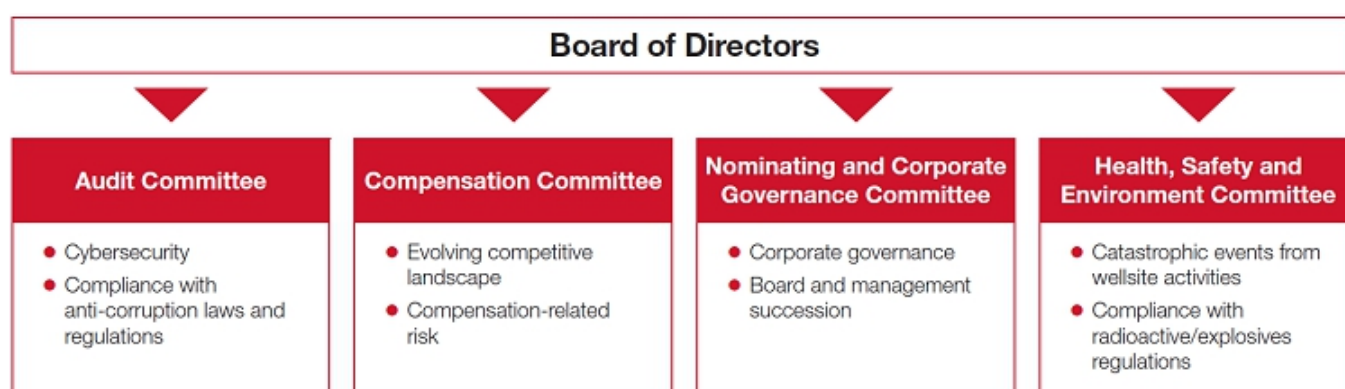 Board of Directors
Audit Committee
Cybersecurity
Compliance with
anti-corruption laws and
regulations
Compensation Committee
Evolving competitive
landscape
Compensation-related
risk
Nominating and Corporate
Governance Committee
Corporate governance
Board and management
succession
Health, Safety and
Environment Committee
Catastrophic events from
wellsite activities
Compliance with
radioactive/explosives
regulations